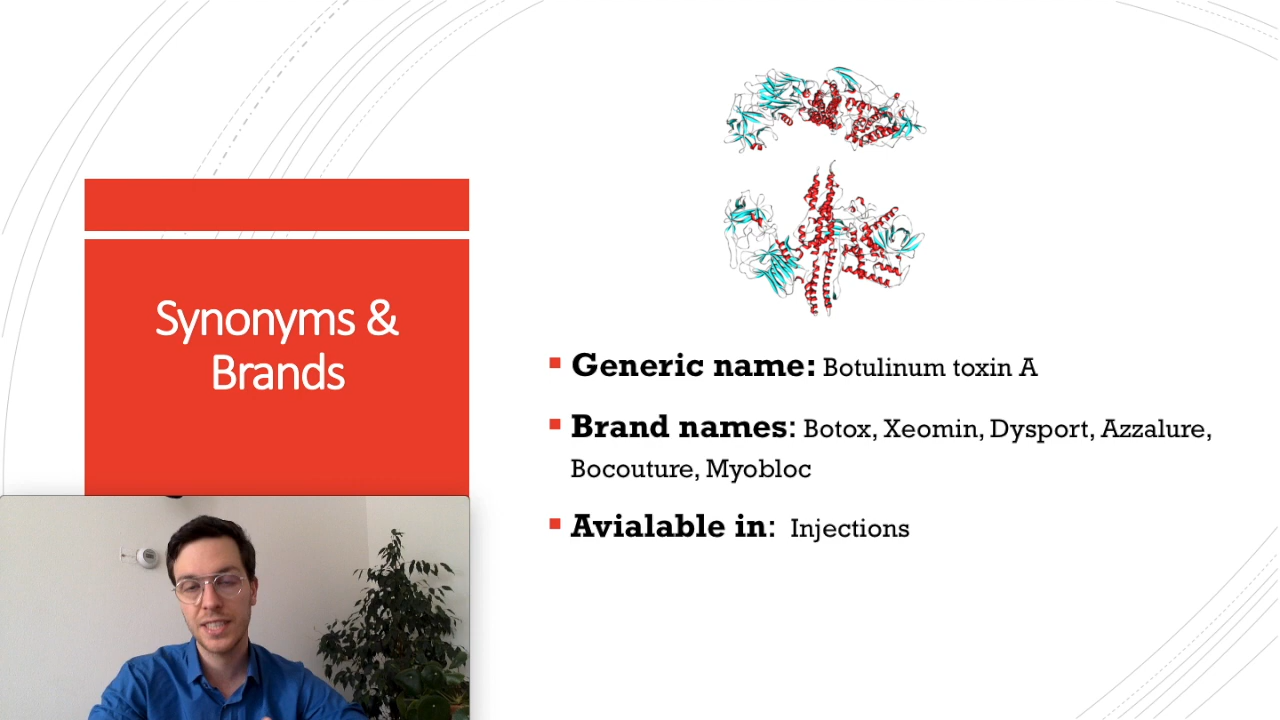 Synonyms &
Brands
Generic name: Botulinum toxin A
Brand names: Botox, Xeomin, Dysport, Azzalure,
Bocouture, Myobloc
Avialable in: Injections